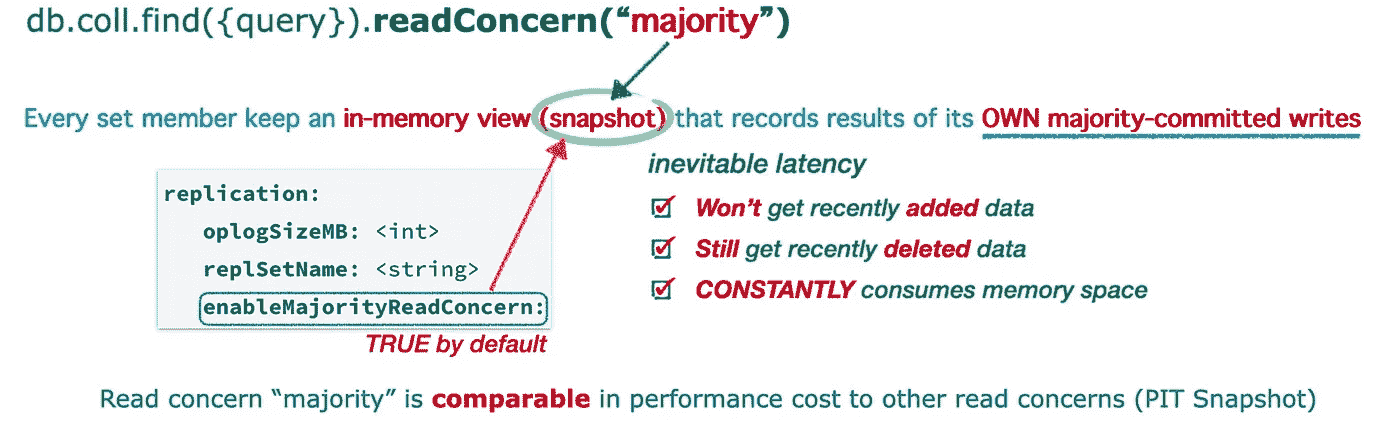 db.coll.find({query}).readConcern(“majority”)
Every set member keep an in-memory view (snapshot) that records results of its OWN majority-committed writes
inevitable latency
replication:
oplogSizeMB: <int>
replSetName: <string>
enableMajorityReadConcern:
TRUE by default
Won’t get recently added data
Still get recently deleted data
CONSTANTLY consumes memory space
Read concern “majority” is comparable in performance cost to other read concerns (PIT Snapshot)